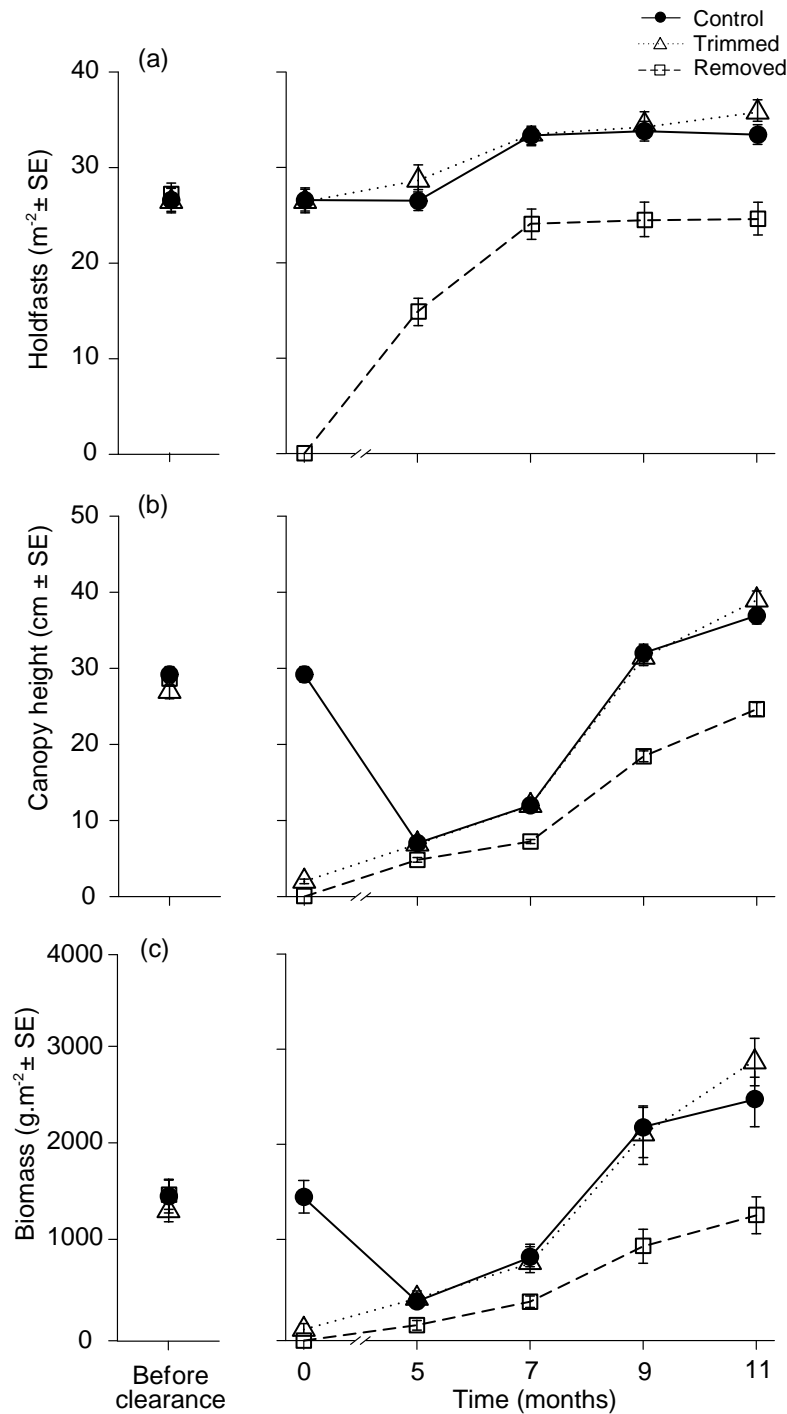 Control
Trimmed
Removed
(a)
40
30
20
10
0
Holdfasts (m⁻² ± SE)
(b)
50
40
30
20
10
0
Canopy height (cm ± SE)
(c)
4000
3000
2000
1000
0
Biomass (g.m⁻² ± SE)
Before
clearance
0 5 7 9 11
Time (months)